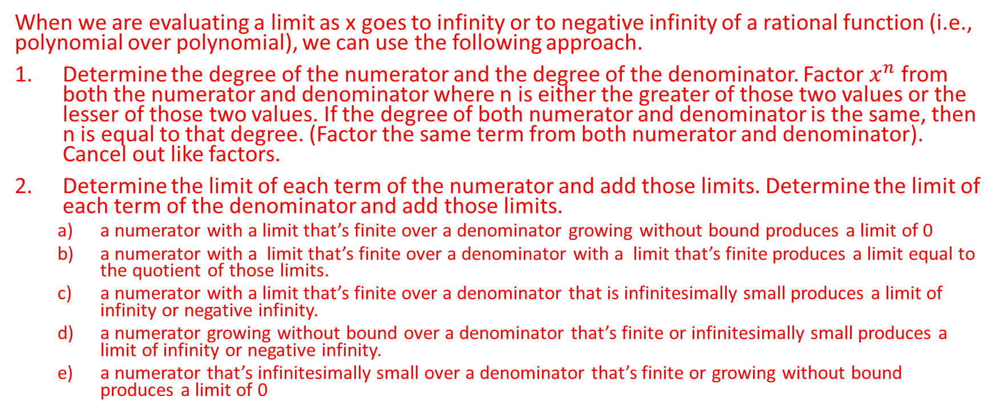 When we are evaluating a limit as x goes to infinity or to negative infinity of a rational function (i.e.,
polynomial over polynomial), we can use the following approach.
1. Determine the degree of the numerator and the degree of the denominator. Factor xⁿ from
both the numerator and denominator where n is either the greater of those two values or the
lesser of those two values. If the degree of both numerator and denominator is the same, then
n is equal to that degree. (Factor the same term from both numerator and denominator).
Cancel out like factors.
2. Determine the limit of each term of the numerator and add those limits. Determine the limit of
each term of the denominator and add those limits.
a) a numerator with a limit that’s finite over a denominator growing without bound produces a limit of 0
b) a numerator with a limit that’s finite over a denominator with a limit that’s finite produces a limit equal to
the quotient of those limits.
c) a numerator with a limit that’s finite over a denominator that is infinitesimally small produces a limit of
infinity or negative infinity.
d) a numerator growing without bound over a denominator that’s finite or infinitesimally small produces a
limit of infinity or negative infinity.
e) a numerator that’s infinitesimally small over a denominator that’s finite or growing without bound
produces a limit of 0